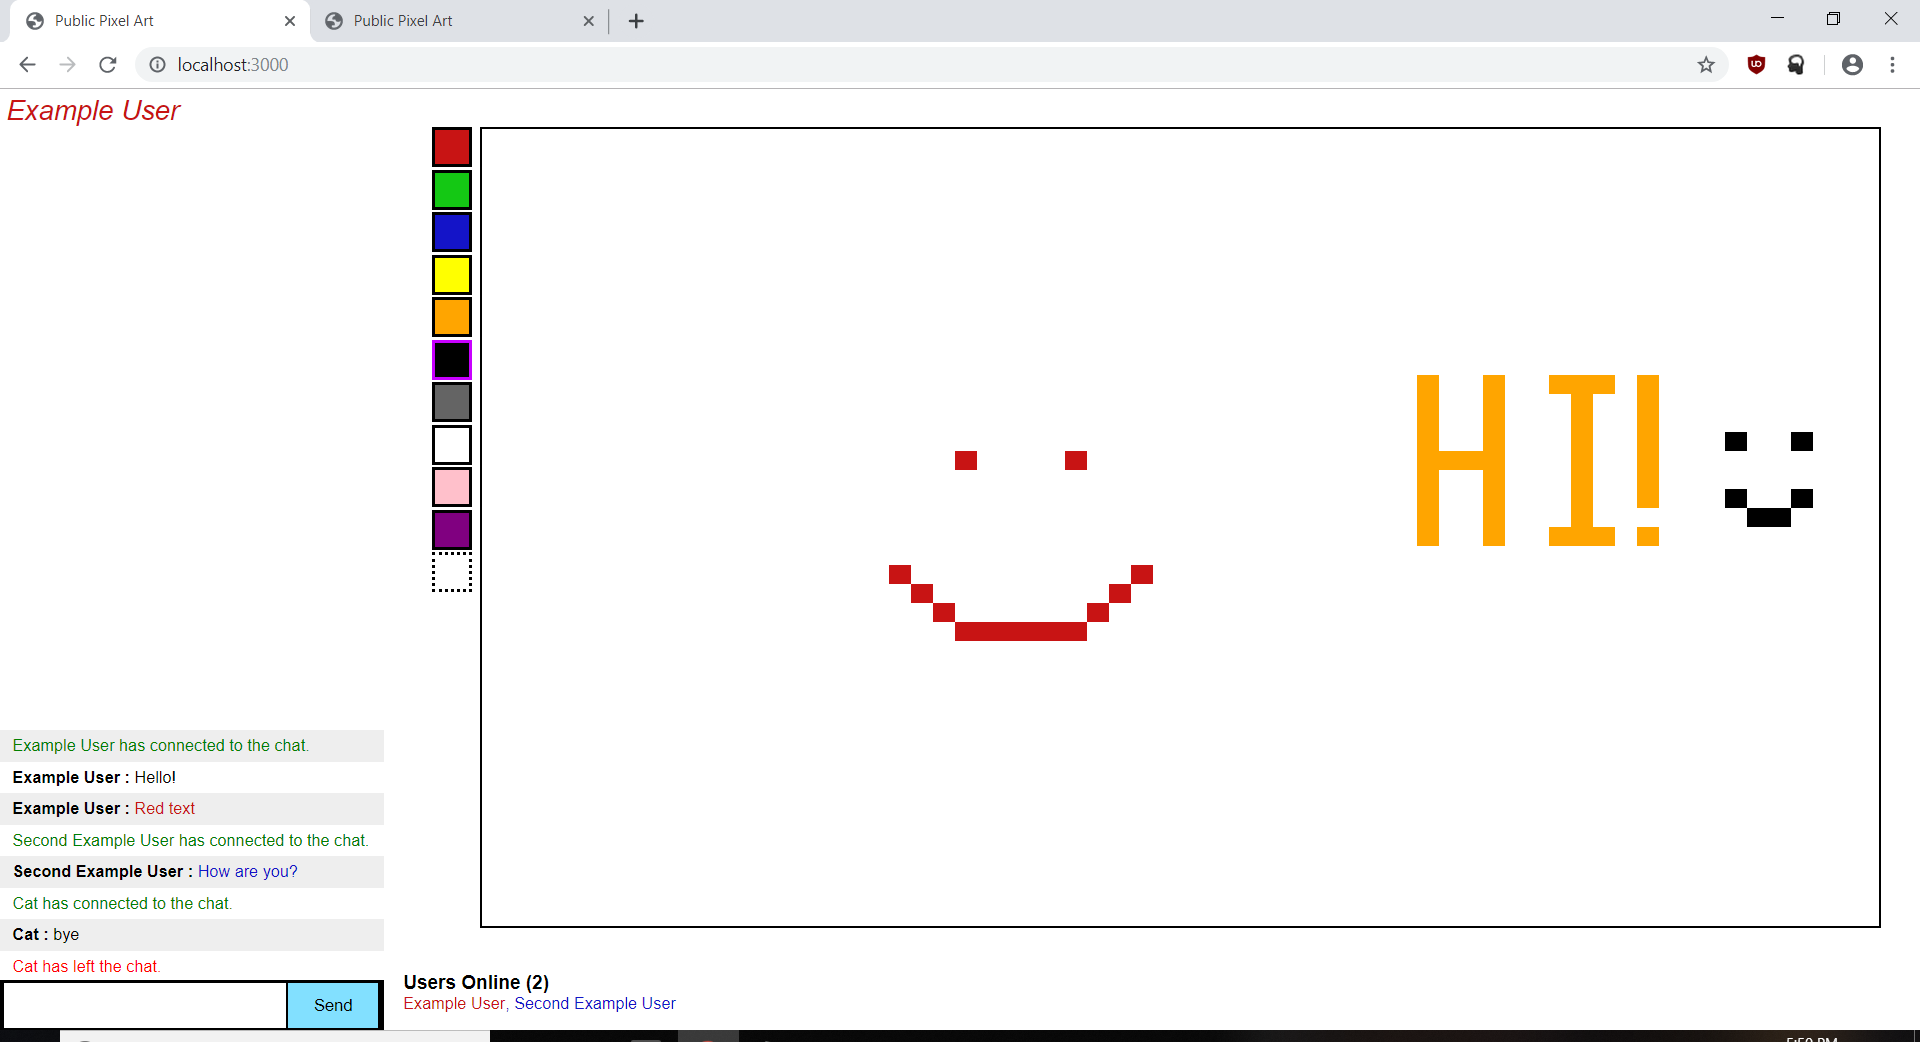 Public Pixel Art
Public Pixel Art
localhost:3000
Example User
HI!
Example User has connected to the chat.
Example User : Hello!
Example User : Red text
Second Example User has connected to the chat.
Second Example User : How are you?
Cat has connected to the chat.
Cat : bye
Cat has left the chat.
Send
Users Online (2)
Example User, Second Example User